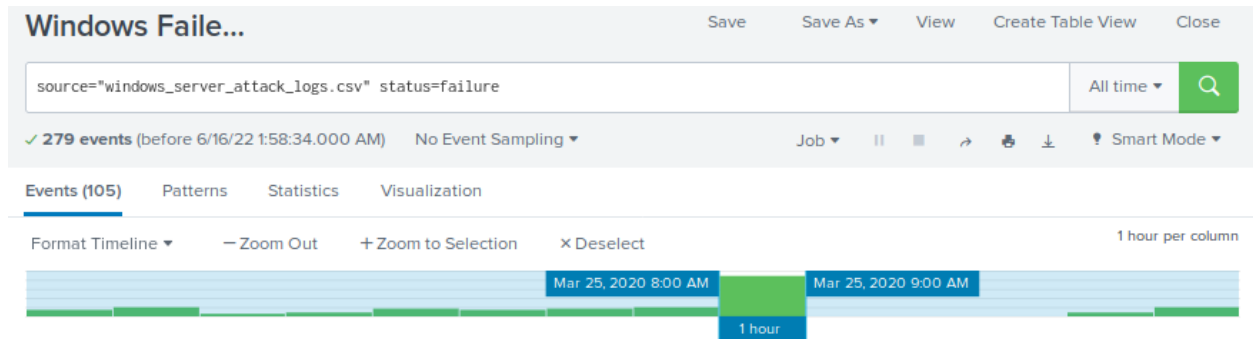 Windows Faile...
Save Save As View Create Table View Close
source="windows_server_attack_logs.csv" status=failure
All time
279 events (before 6/16/22 1:58:34.000 AM) No Event Sampling Job Smart Mode
Events (105) Patterns Statistics Visualization
Format Timeline — Zoom Out + Zoom to Selection × Deselect
1 hour per column
Mar 25, 2020 8:00 AM Mar 25, 2020 9:00 AM
1 hour